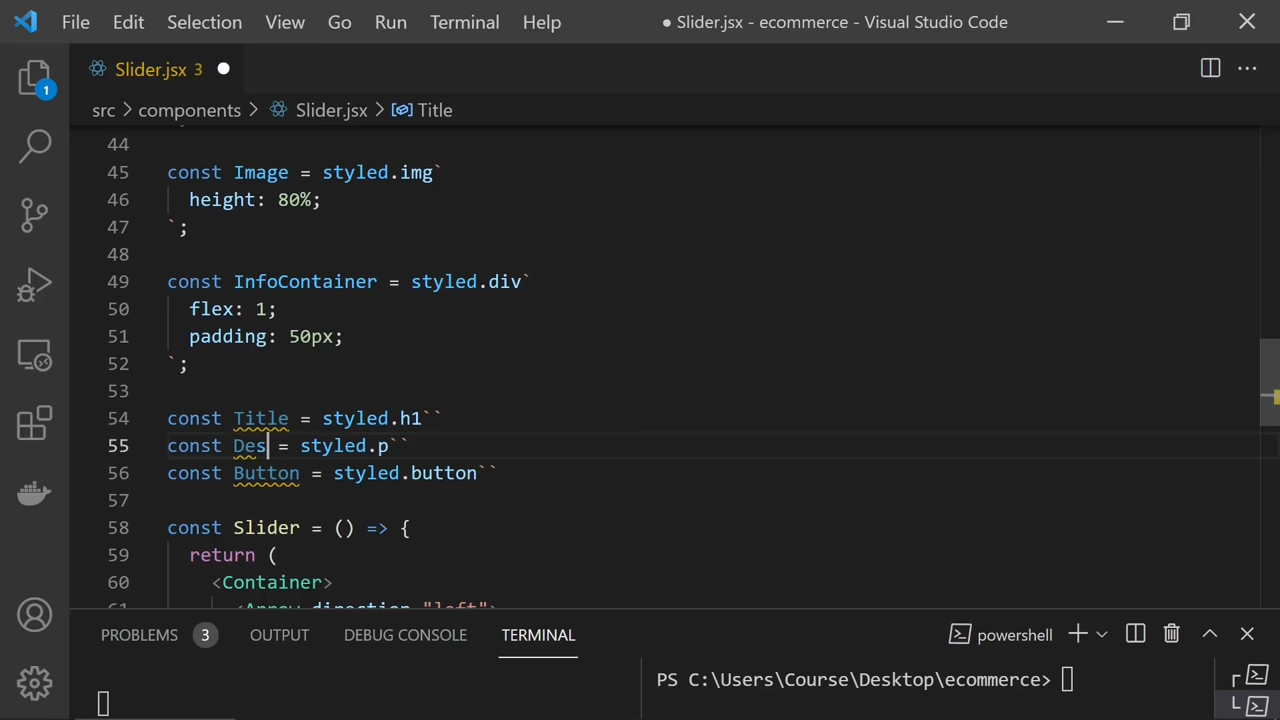 File Edit Selection View Go Run Terminal Help ● Slider.jsx - ecommerce - Visual Studio Code
Slider.jsx 3
1
src > components > Slider.jsx > Title
44
45 const Image = styled.img`
46 height: 80%;
47 `;
48
49 const InfoContainer = styled.div`
50 flex: 1;
51 padding: 50px;
52 `;
53
54 const Title = styled.h1``
55 const Des = styled.p``
56 const Button = styled.button``
57
58 const Slider = () => {
59 return (
60 <Container>
61 <Arrow direction="left">
PROBLEMS 3 OUTPUT DEBUG CONSOLE TERMINAL powershell
PS C:\Users\Course\Desktop\ecommerce>